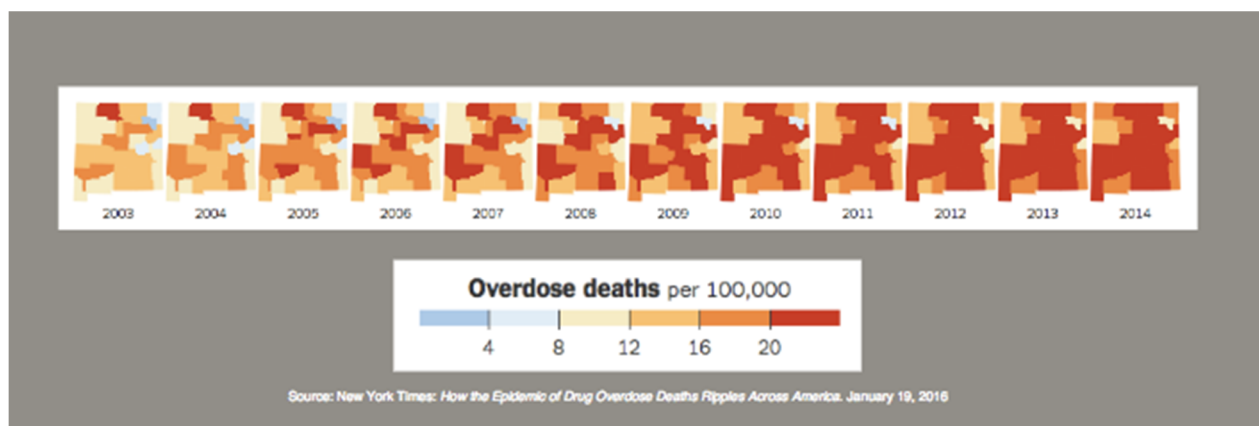 2003 2004 2005 2006 2007 2008 2009 2010 2011 2012 2013 2014
Overdose deaths per 100,000
4 8 12 16 20
Source: New York Times: How the Epidemic of Drug Overdose Deaths Ripples Across America. January 19, 2016